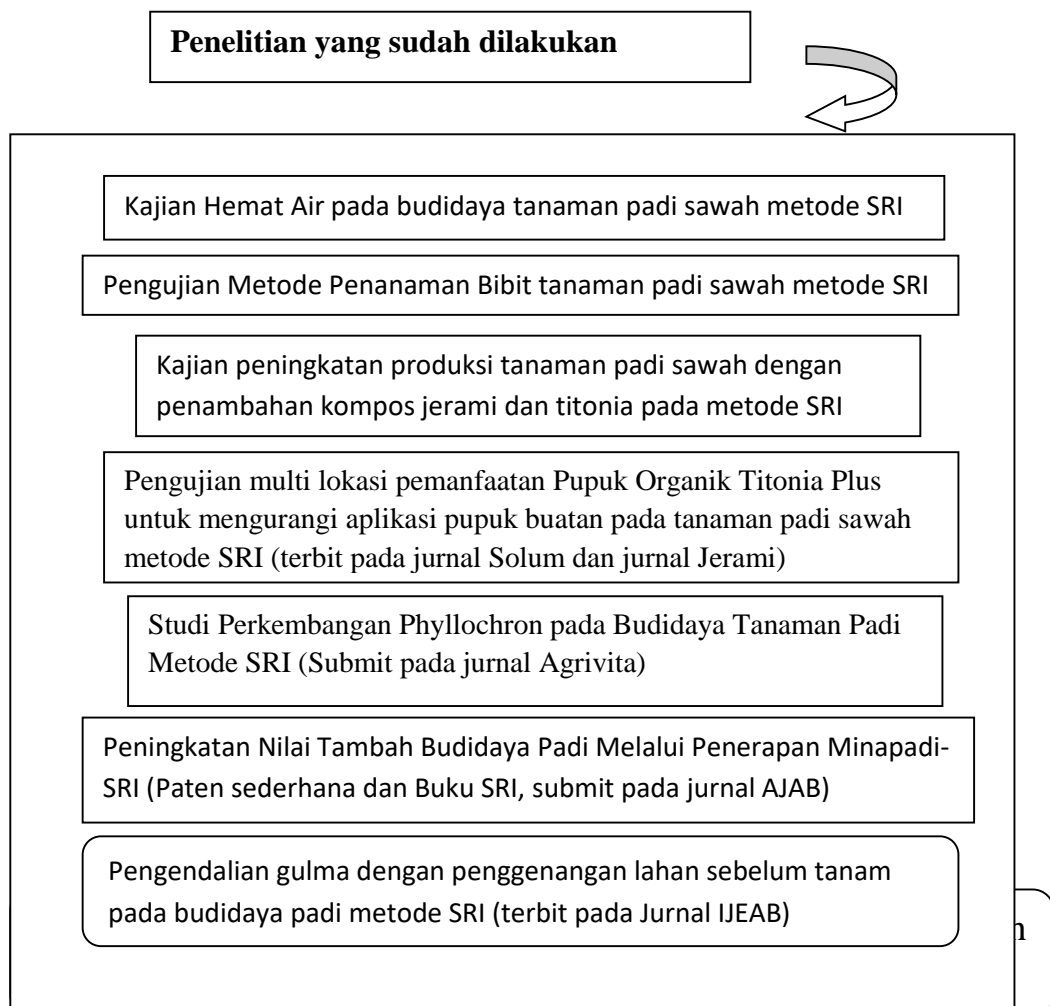 Penelitian yang sudah dilakukan
Kajian Hemat Air pada budidaya tanaman padi sawah metode SRI
Pengujian Metode Penanaman Bibit tanaman padi sawah metode SRI
Kajian peningkatan produksi tanaman padi sawah dengan
penambahan kompos jerami dan titonia pada metode SRI
Pengujian multi lokasi pemanfaatan Pupuk Organik Titonia Plus
untuk mengurangi aplikasi pupuk buatan pada tanaman padi sawah
metode SRI (terbit pada jurnal Solum dan jurnal Jerami)
Studi Perkembangan Phyllochron pada Budidaya Tanaman Padi
Metode SRI (Submit pada jurnal Agrivita)
Peningkatan Nilai Tambah Budidaya Padi Melalui Penerapan Minapadi-
SRI (Paten sederhana dan Buku SRI, submit pada jurnal AJAB)
Pengendalian gulma dengan penggenangan lahan sebelum tanam
pada budidaya padi metode SRI (terbit pada Jurnal IJEAB)